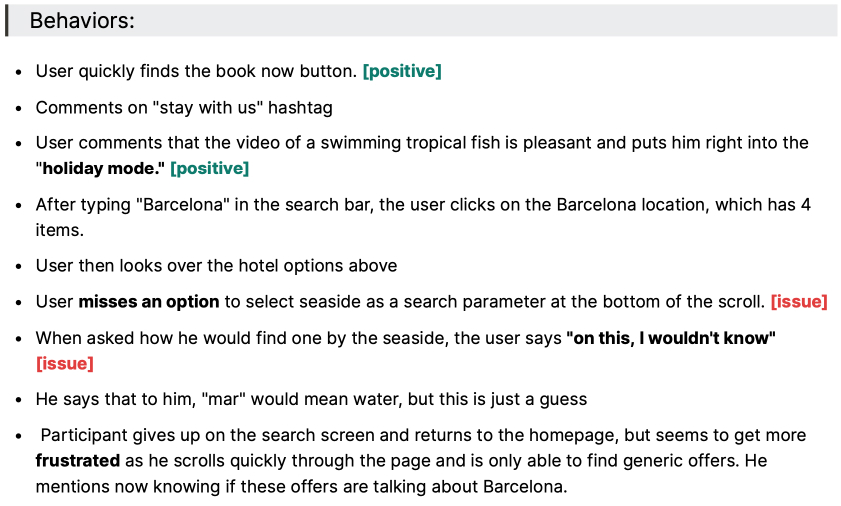 Behaviors:
• User quickly finds the book now button. [positive]
• Comments on "stay with us" hashtag
• User comments that the video of a swimming tropical fish is pleasant and puts him right into the
"holiday mode." [positive]
• After typing "Barcelona" in the search bar, the user clicks on the Barcelona location, which has 4
items.
• User then looks over the hotel options above
• User misses an option to select seaside as a search parameter at the bottom of the scroll. [issue]
• When asked how he would find one by the seaside, the user says "on this, I wouldn't know"
[issue]
• He says that to him, "mar" would mean water, but this is just a guess
• Participant gives up on the search screen and returns to the homepage, but seems to get more
frustrated as he scrolls quickly through the page and is only able to find generic offers. He
mentions now knowing if these offers are talking about Barcelona.